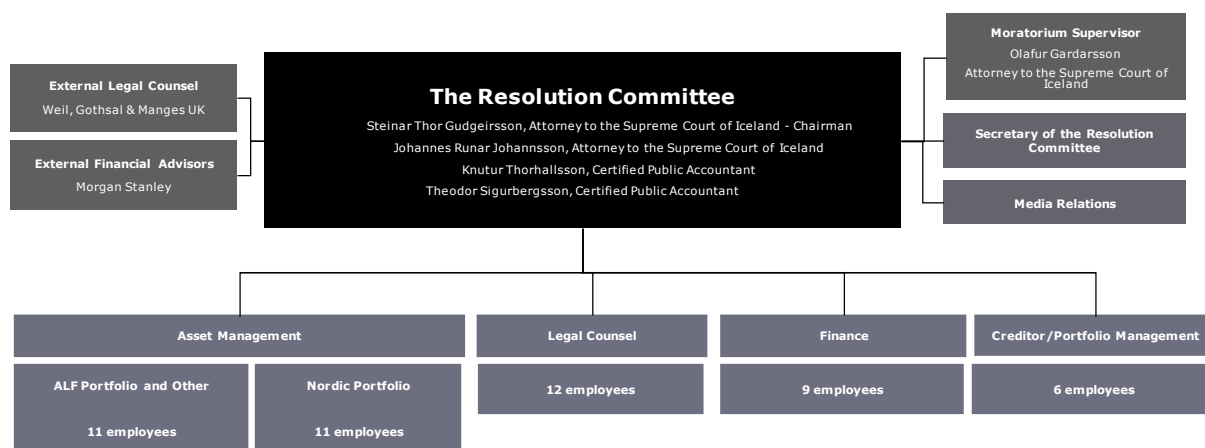 External Legal Counsel
Weil, Gothsal & Manges UK
External Financial Advisors
Morgan Stanley
The Resolution Committee
Steinar Thor Gudgeirsson, Attorney to the Supreme Court of Iceland - Chairman
Johannes Runar Johannsson, Attorney to the Supreme Court of Iceland
Knutur Thorhallsson, Certified Public Accountant
Theodor Sigurbergsson, Certified Public Accountant
Moratorium Supervisor
Olafur Gardarsson
Attorney to the Supreme Court of
Iceland
Secretary of the Resolution
Committee
Media Relations
Asset Management
Legal Counsel
Finance
Creditor/Portfolio Management
ALF Portfolio and Other
11 employees
Nordic Portfolio
11 employees
12 employees
9 employees
6 employees